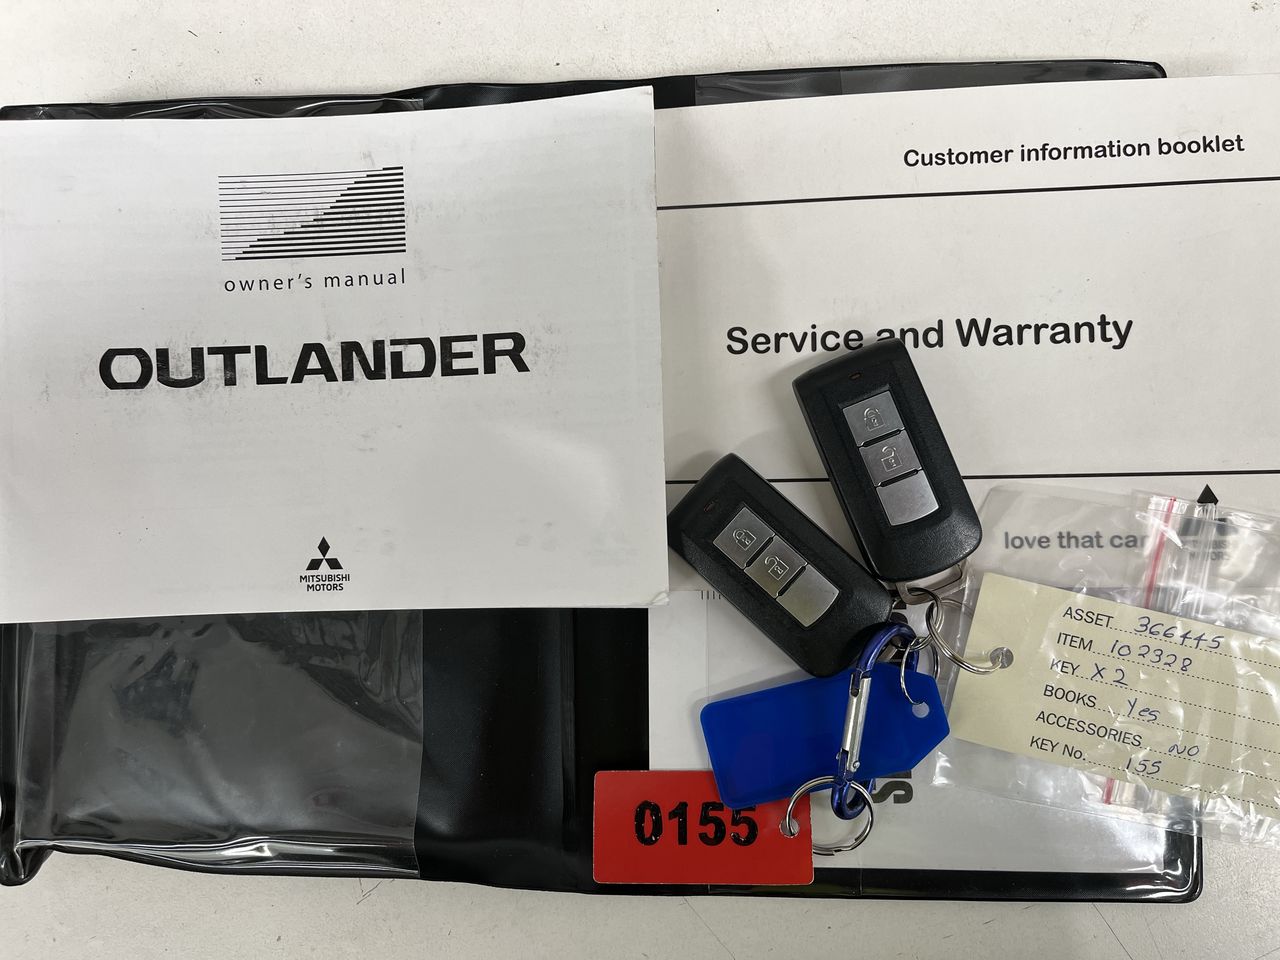 owner's manual
OUTLANDER
MITSUBISHI
MOTORS
Customer information booklet
Service and Warranty
love that car
ASSET 366445
ITEM 102328
KEY X 2
BOOKS Yes
ACCESSORIES NO
KEY No. 155
0155